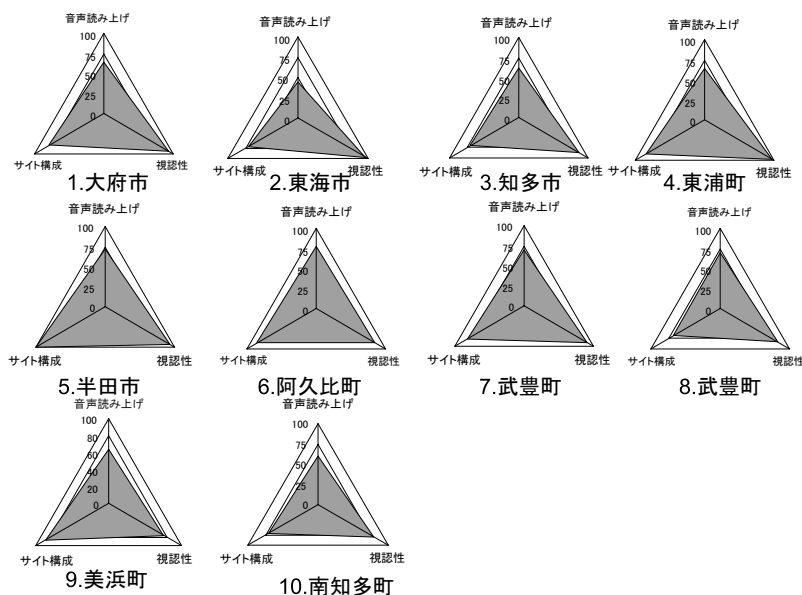 音声読み上げ
100
75
50
25
0
サイト構成
視認性
1.大府市
音声読み上げ
100
75
50
25
0
サイト構成
視認性
2.東海市
音声読み上げ
100
75
50
25
0
サイト構成
視認性
3.知多市
音声読み上げ
100
75
50
25
0
サイト構成
視認性
4.東浦町
音声読み上げ
100
75
50
25
0
サイト構成
視認性
5.半田市
音声読み上げ
100
75
50
25
0
サイト構成
視認性
6.阿久比町
音声読み上げ
100
75
50
25
0
サイト構成
視認性
7.武豊町
音声読み上げ
100
75
50
25
0
サイト構成
視認性
8.武豊町
音声読み上げ
100
80
60
40
20
0
サイト構成
視認性
9.美浜町
音声読み上げ
100
75
50
25
0
サイト構成
視認性
10.南知多町